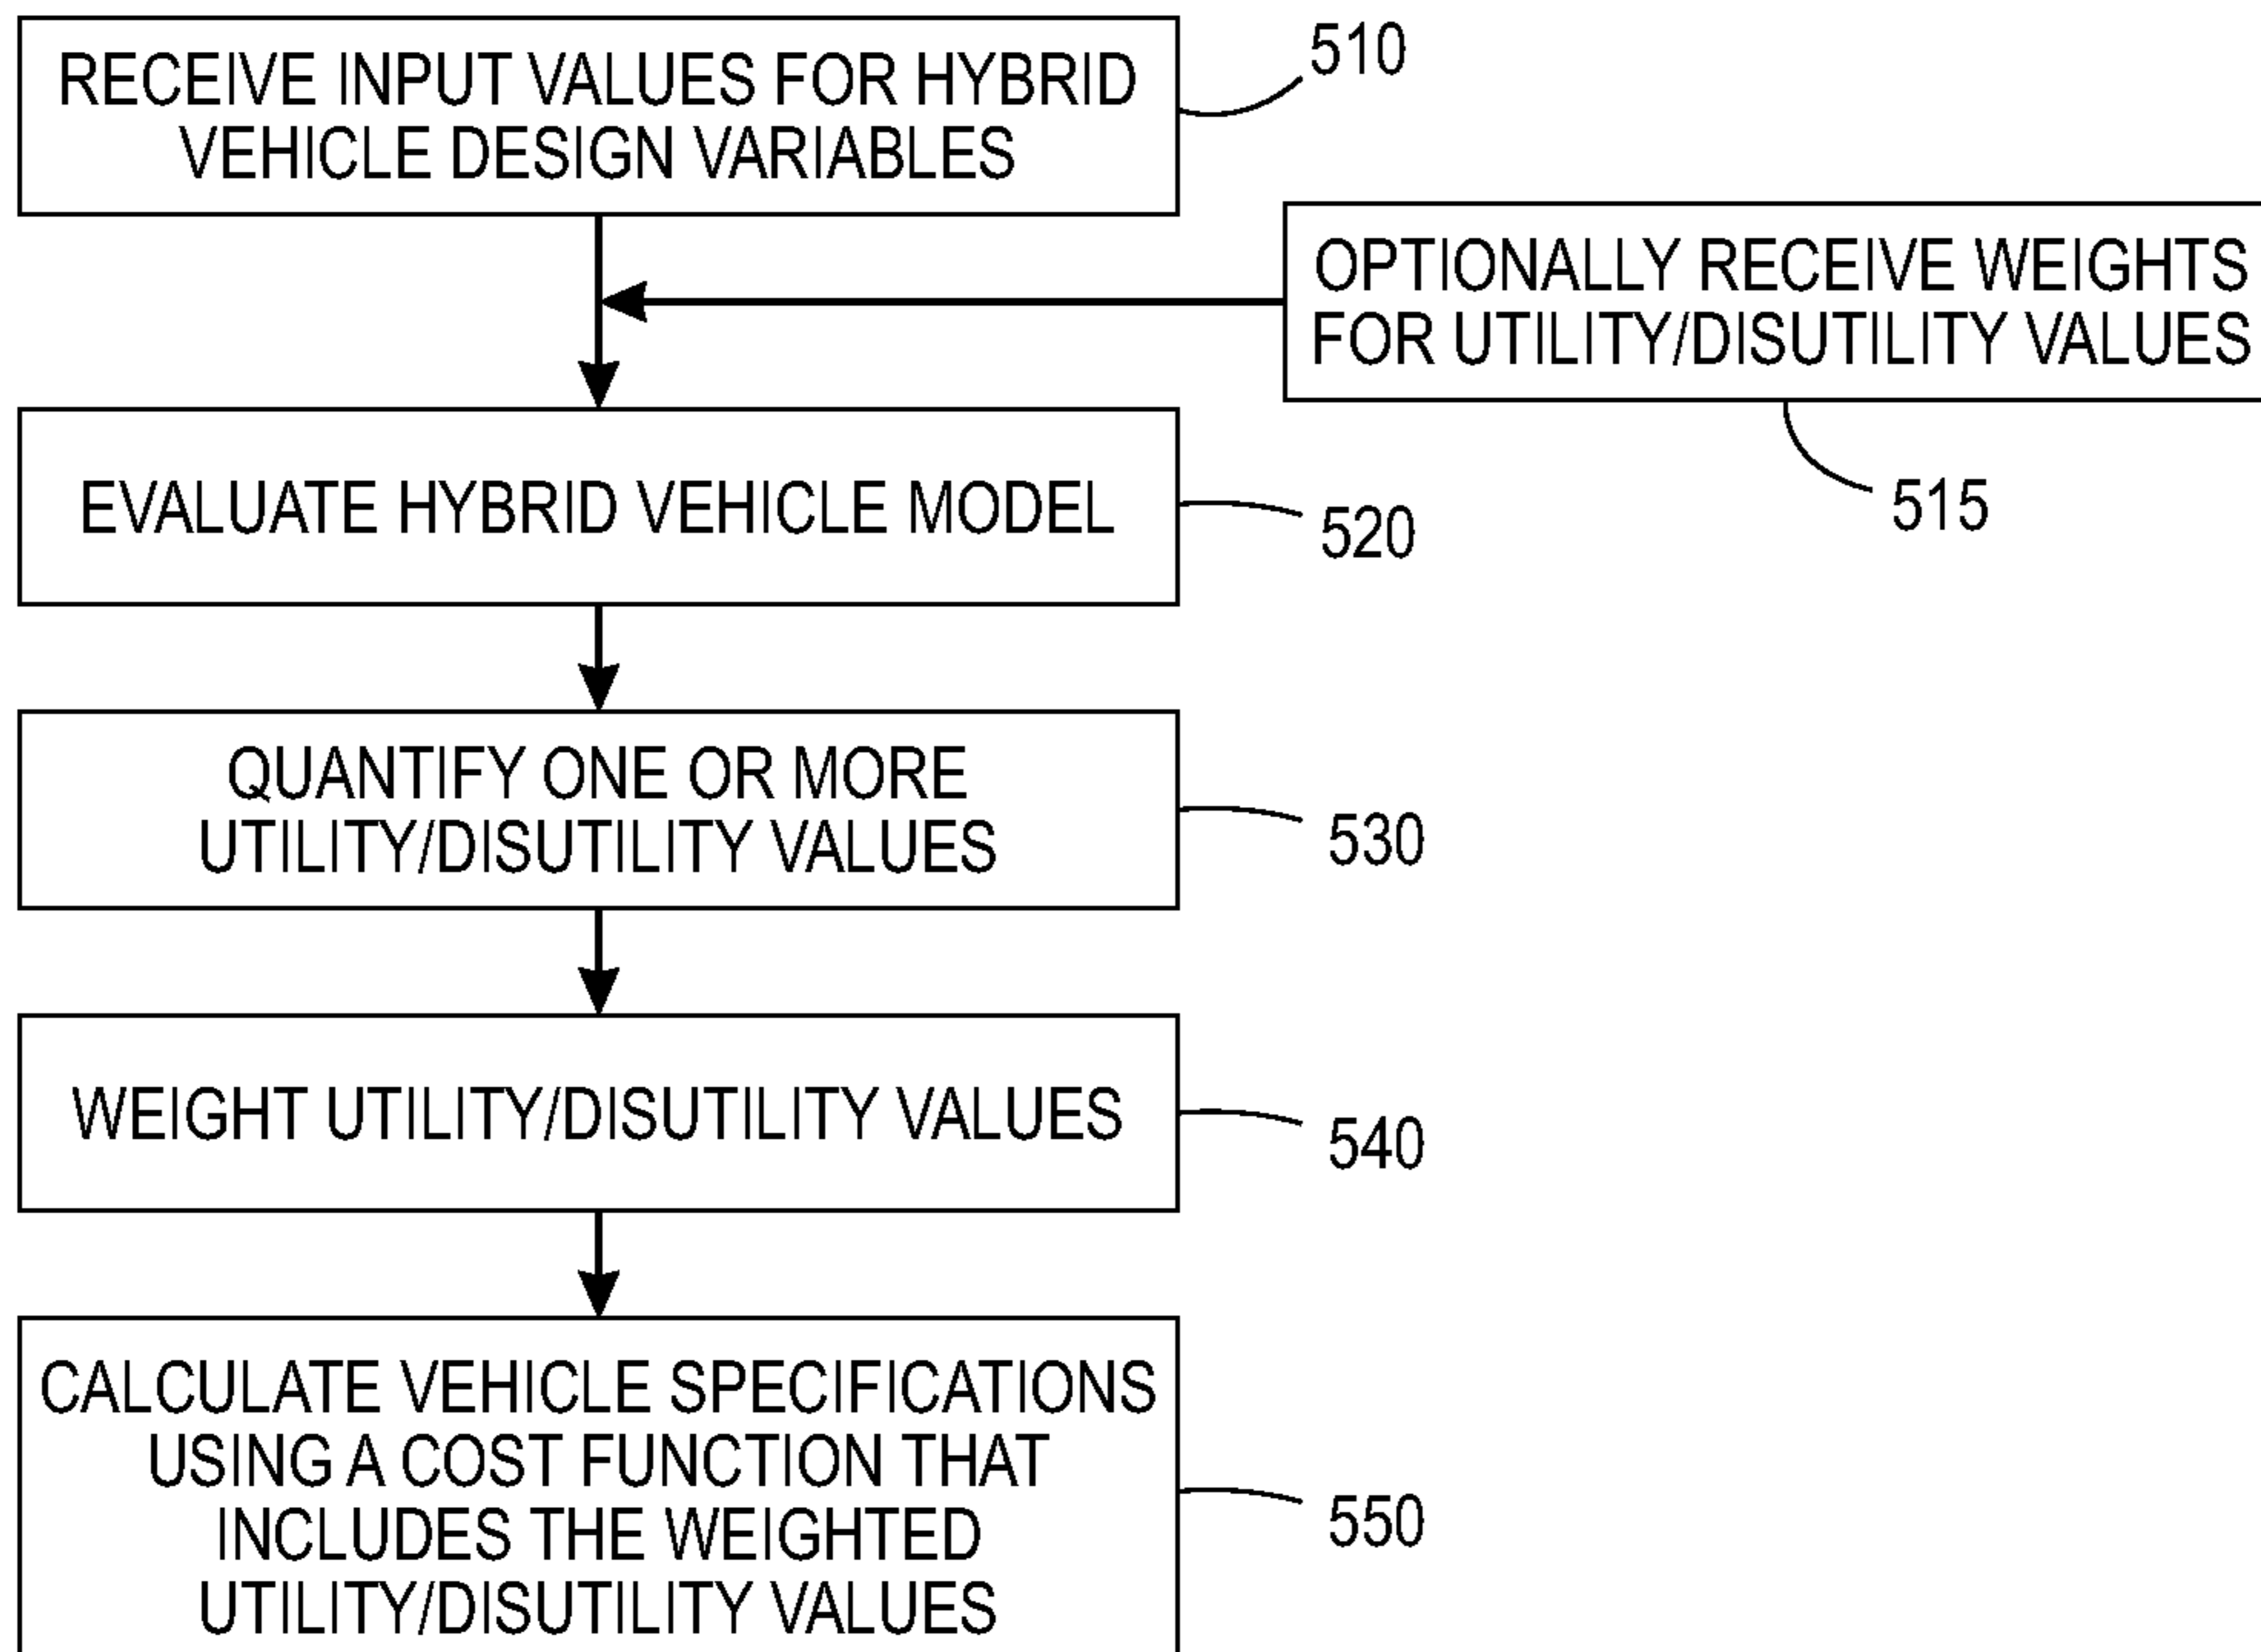 RECEIVE INPUT VALUES FOR HYBRID
VEHICLE DESIGN VARIABLES
510
OPTIONALLY RECEIVE WEIGHTS
FOR UTILITY/DISUTILITY VALUES
515
EVALUATE HYBRID VEHICLE MODEL
520
QUANTIFY ONE OR MORE
UTILITY/DISUTILITY VALUES
530
WEIGHT UTILITY/DISUTILITY VALUES
540
CALCULATE VEHICLE SPECIFICATIONS
USING A COST FUNCTION THAT
INCLUDES THE WEIGHTED
UTILITY/DISUTILITY VALUES
550